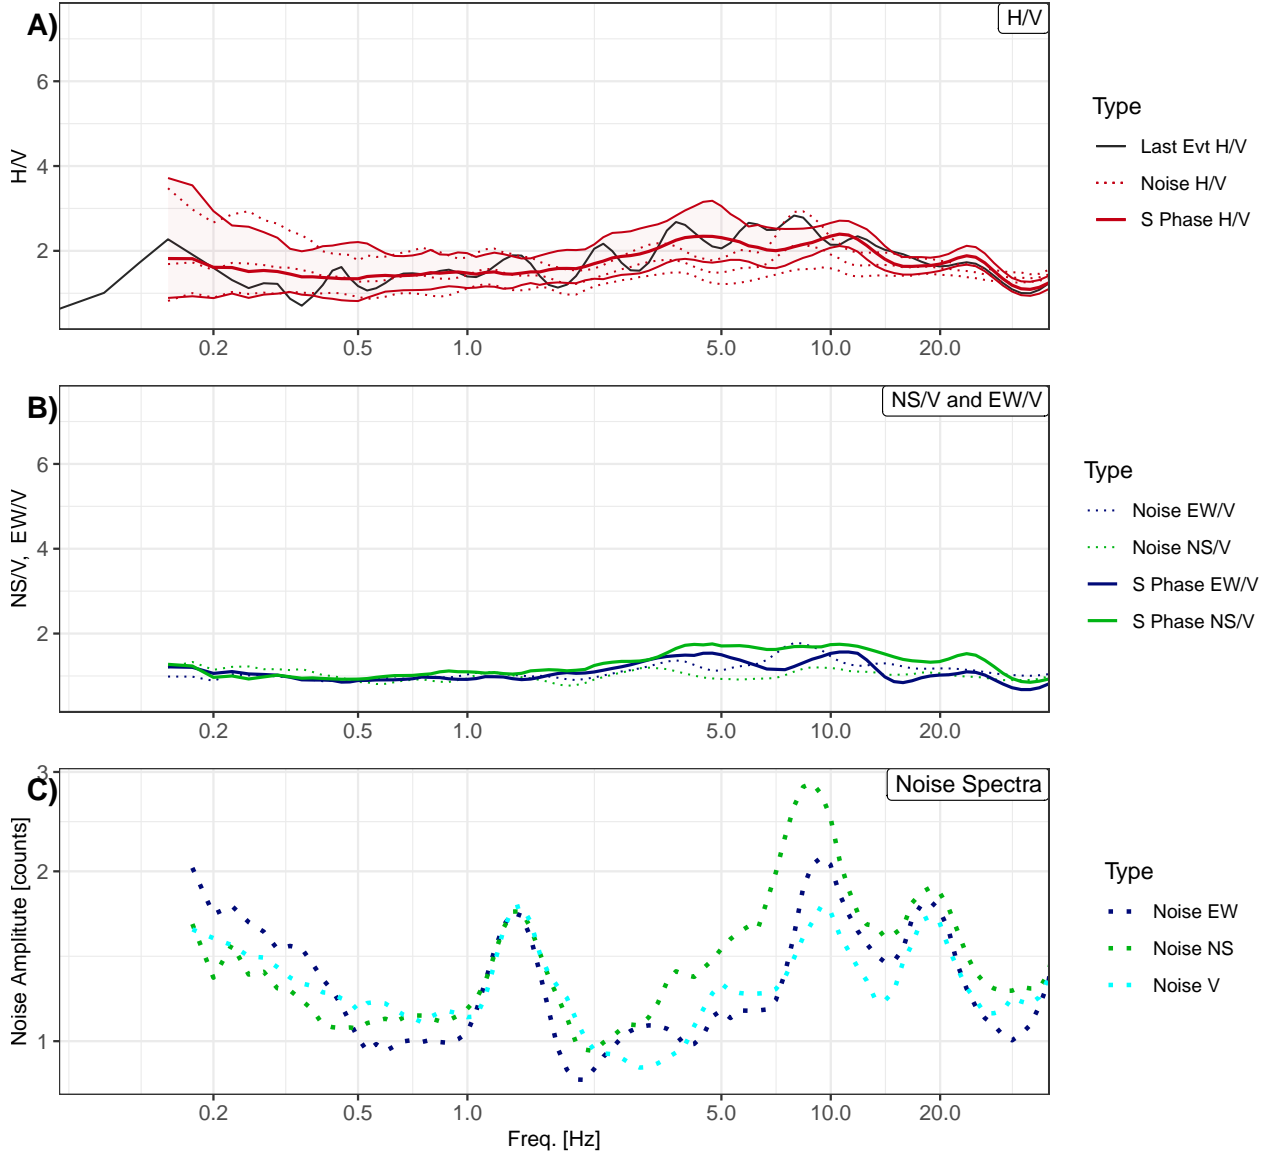 A)
H/V
6
4
2
H/V
0.2 0.5 1.0 5.0 10.0 20.0
Type
Last Evt H/V
Noise H/V
S Phase H/V
B)
NS/V and EW/V
6
4
2
NS/V, EW/V
0.2 0.5 1.0 5.0 10.0 20.0
Type
Noise EW/V
Noise NS/V
S Phase EW/V
S Phase NS/V
C)
Noise Spectra
3
2
1
Noise Amplitute [counts]
0.2 0.5 1.0 5.0 10.0 20.0
Freq. [Hz]
Type
Noise EW
Noise NS
Noise V